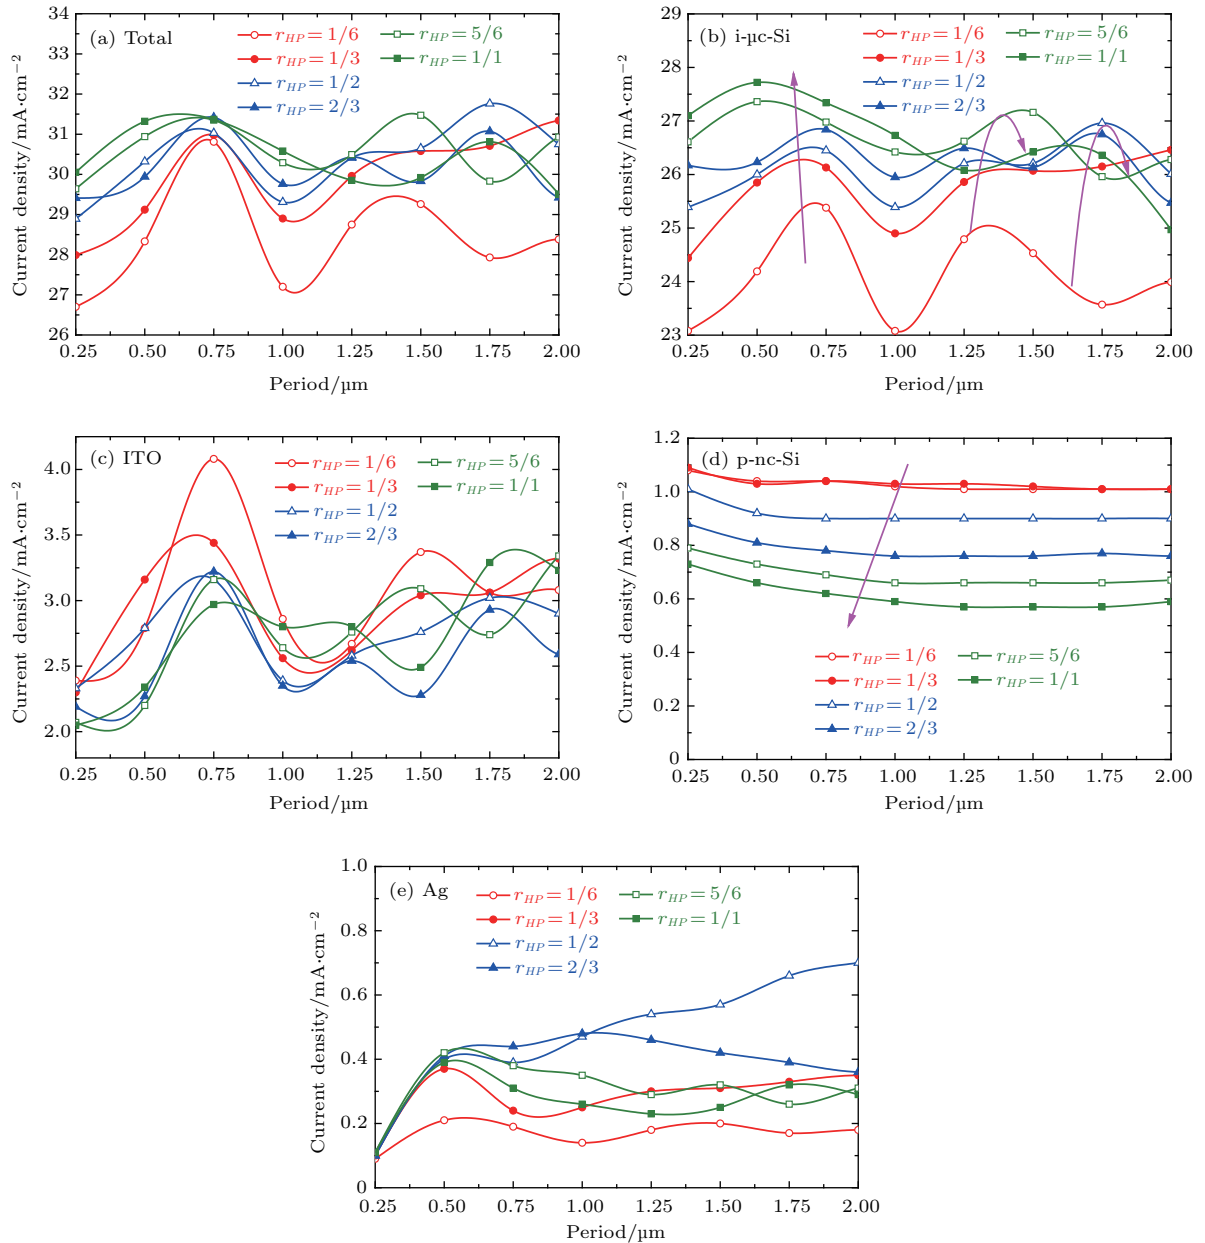 (a) Total
r_HP = 1/6
r_HP = 1/3
r_HP = 1/2
r_HP = 2/3
r_HP = 5/6
r_HP = 1/1
34
33
32
31
30
29
28
27
26
Current density/mA·cm⁻²
0.25 0.50 0.75 1.00 1.25 1.50 1.75 2.00
Period/µm
(b) i-µc-Si
r_HP = 1/6
r_HP = 1/3
r_HP = 1/2
r_HP = 2/3
r_HP = 5/6
r_HP = 1/1
29
28
27
26
25
24
23
Current density/mA·cm⁻²
0.25 0.50 0.75 1.00 1.25 1.50 1.75 2.00
Period/µm
(c) ITO
r_HP = 1/6
r_HP = 1/3
r_HP = 1/2
r_HP = 2/3
r_HP = 5/6
r_HP = 1/1
4.0
3.5
3.0
2.5
2.0
Current density/mA·cm⁻²
0.25 0.50 0.75 1.00 1.25 1.50 1.75 2.00
Period/µm
(d) p-nc-Si
1.2
1.0
0.8
0.6
0.4
0.2
0
Current density/mA·cm⁻²
r_HP = 1/6
r_HP = 1/3
r_HP = 1/2
r_HP = 2/3
r_HP = 5/6
r_HP = 1/1
0.25 0.50 0.75 1.00 1.25 1.50 1.75 2.00
Period/µm
(e) Ag
r_HP = 1/6
r_HP = 1/3
r_HP = 1/2
r_HP = 2/3
r_HP = 5/6
r_HP = 1/1
1.0
0.8
0.6
0.4
0.2
0
Current density/mA·cm⁻²
0.25 0.50 0.75 1.00 1.25 1.50 1.75 2.00
Period/µm